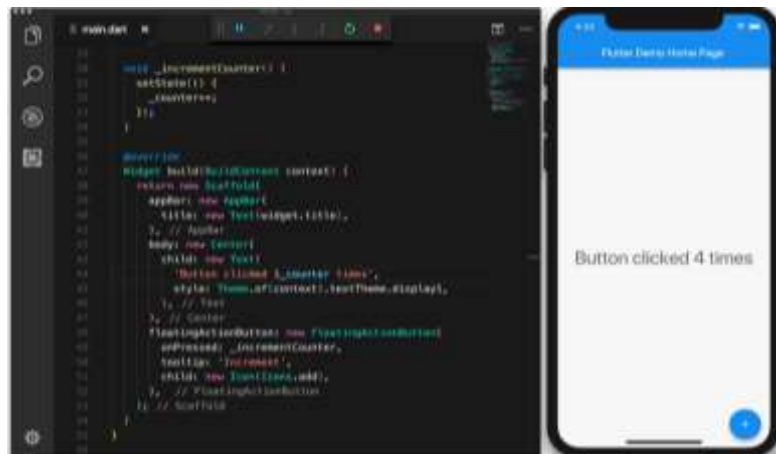 main.dart
void _incrementCounter() {
setState(() {
_counter++;
});
}
@override
Widget build(BuildContext context) {
return new Scaffold(
appBar: new AppBar(
title: new Text(widget.title),
), // AppBar
body: new Center(
child: new Text(
'Button clicked $_counter times',
style: Theme.of(context).textTheme.display1,
), // Text
), // Center
floatingActionButton: new FloatingActionButton(
onPressed: _incrementCounter,
tooltip: 'Increment',
child: new Icon(Icons.add),
), // FloatingActionButton
); // Scaffold
}
}
Flutter Demo Home Page
Button clicked 4 times
+